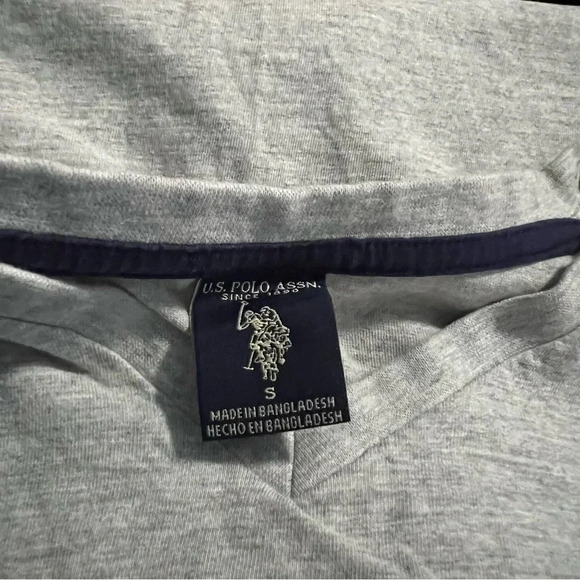 U.S. POLO ASSN.
SINCE 1890
S
MADE IN BANGLADESH
HECHO EN BANGLADESH